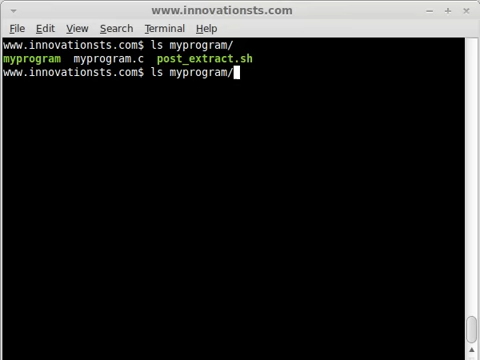 www.innovationsts.com
File Edit View Search Terminal Help
www.innovationsts.com$ ls myprogram/
myprogram myprogram.c post_extract.sh
www.innovationsts.com$ ls myprogram/